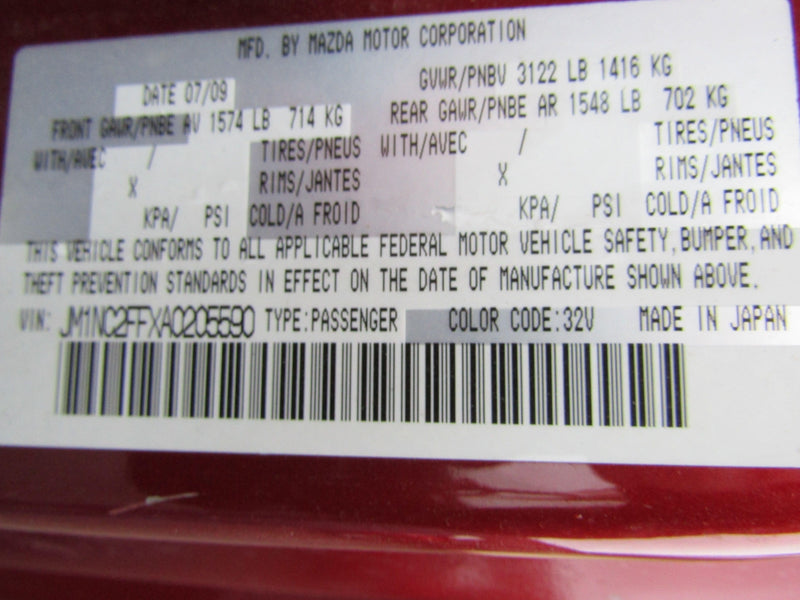 MFD. BY MAZDA MOTOR CORPORATION
DATE 07/09 GVWR/PNBV 3122 LB 1416 KG
FRONT GAWR/PNBE AV 1574 LB 714 KG REAR GAWR/PNBE AR 1548 LB 702 KG
WITH/AVEC / TIRES/PNEUS WITH/AVEC / TIRES/PNEUS
X RIMS/JANTES X RIMS/JANTES
KPA/ PSI COLD/A FROID KPA/ PSI COLD/A FROID
THIS VEHICLE CONFORMS TO ALL APPLICABLE FEDERAL MOTOR VEHICLE SAFETY, BUMPER, AND
THEFT PREVENTION STANDARDS IN EFFECT ON THE DATE OF MANUFACTURE SHOWN ABOVE.
VIN: JM1NC2FFXA0205590 TYPE:PASSENGER COLOR CODE:32V MADE IN JAPAN